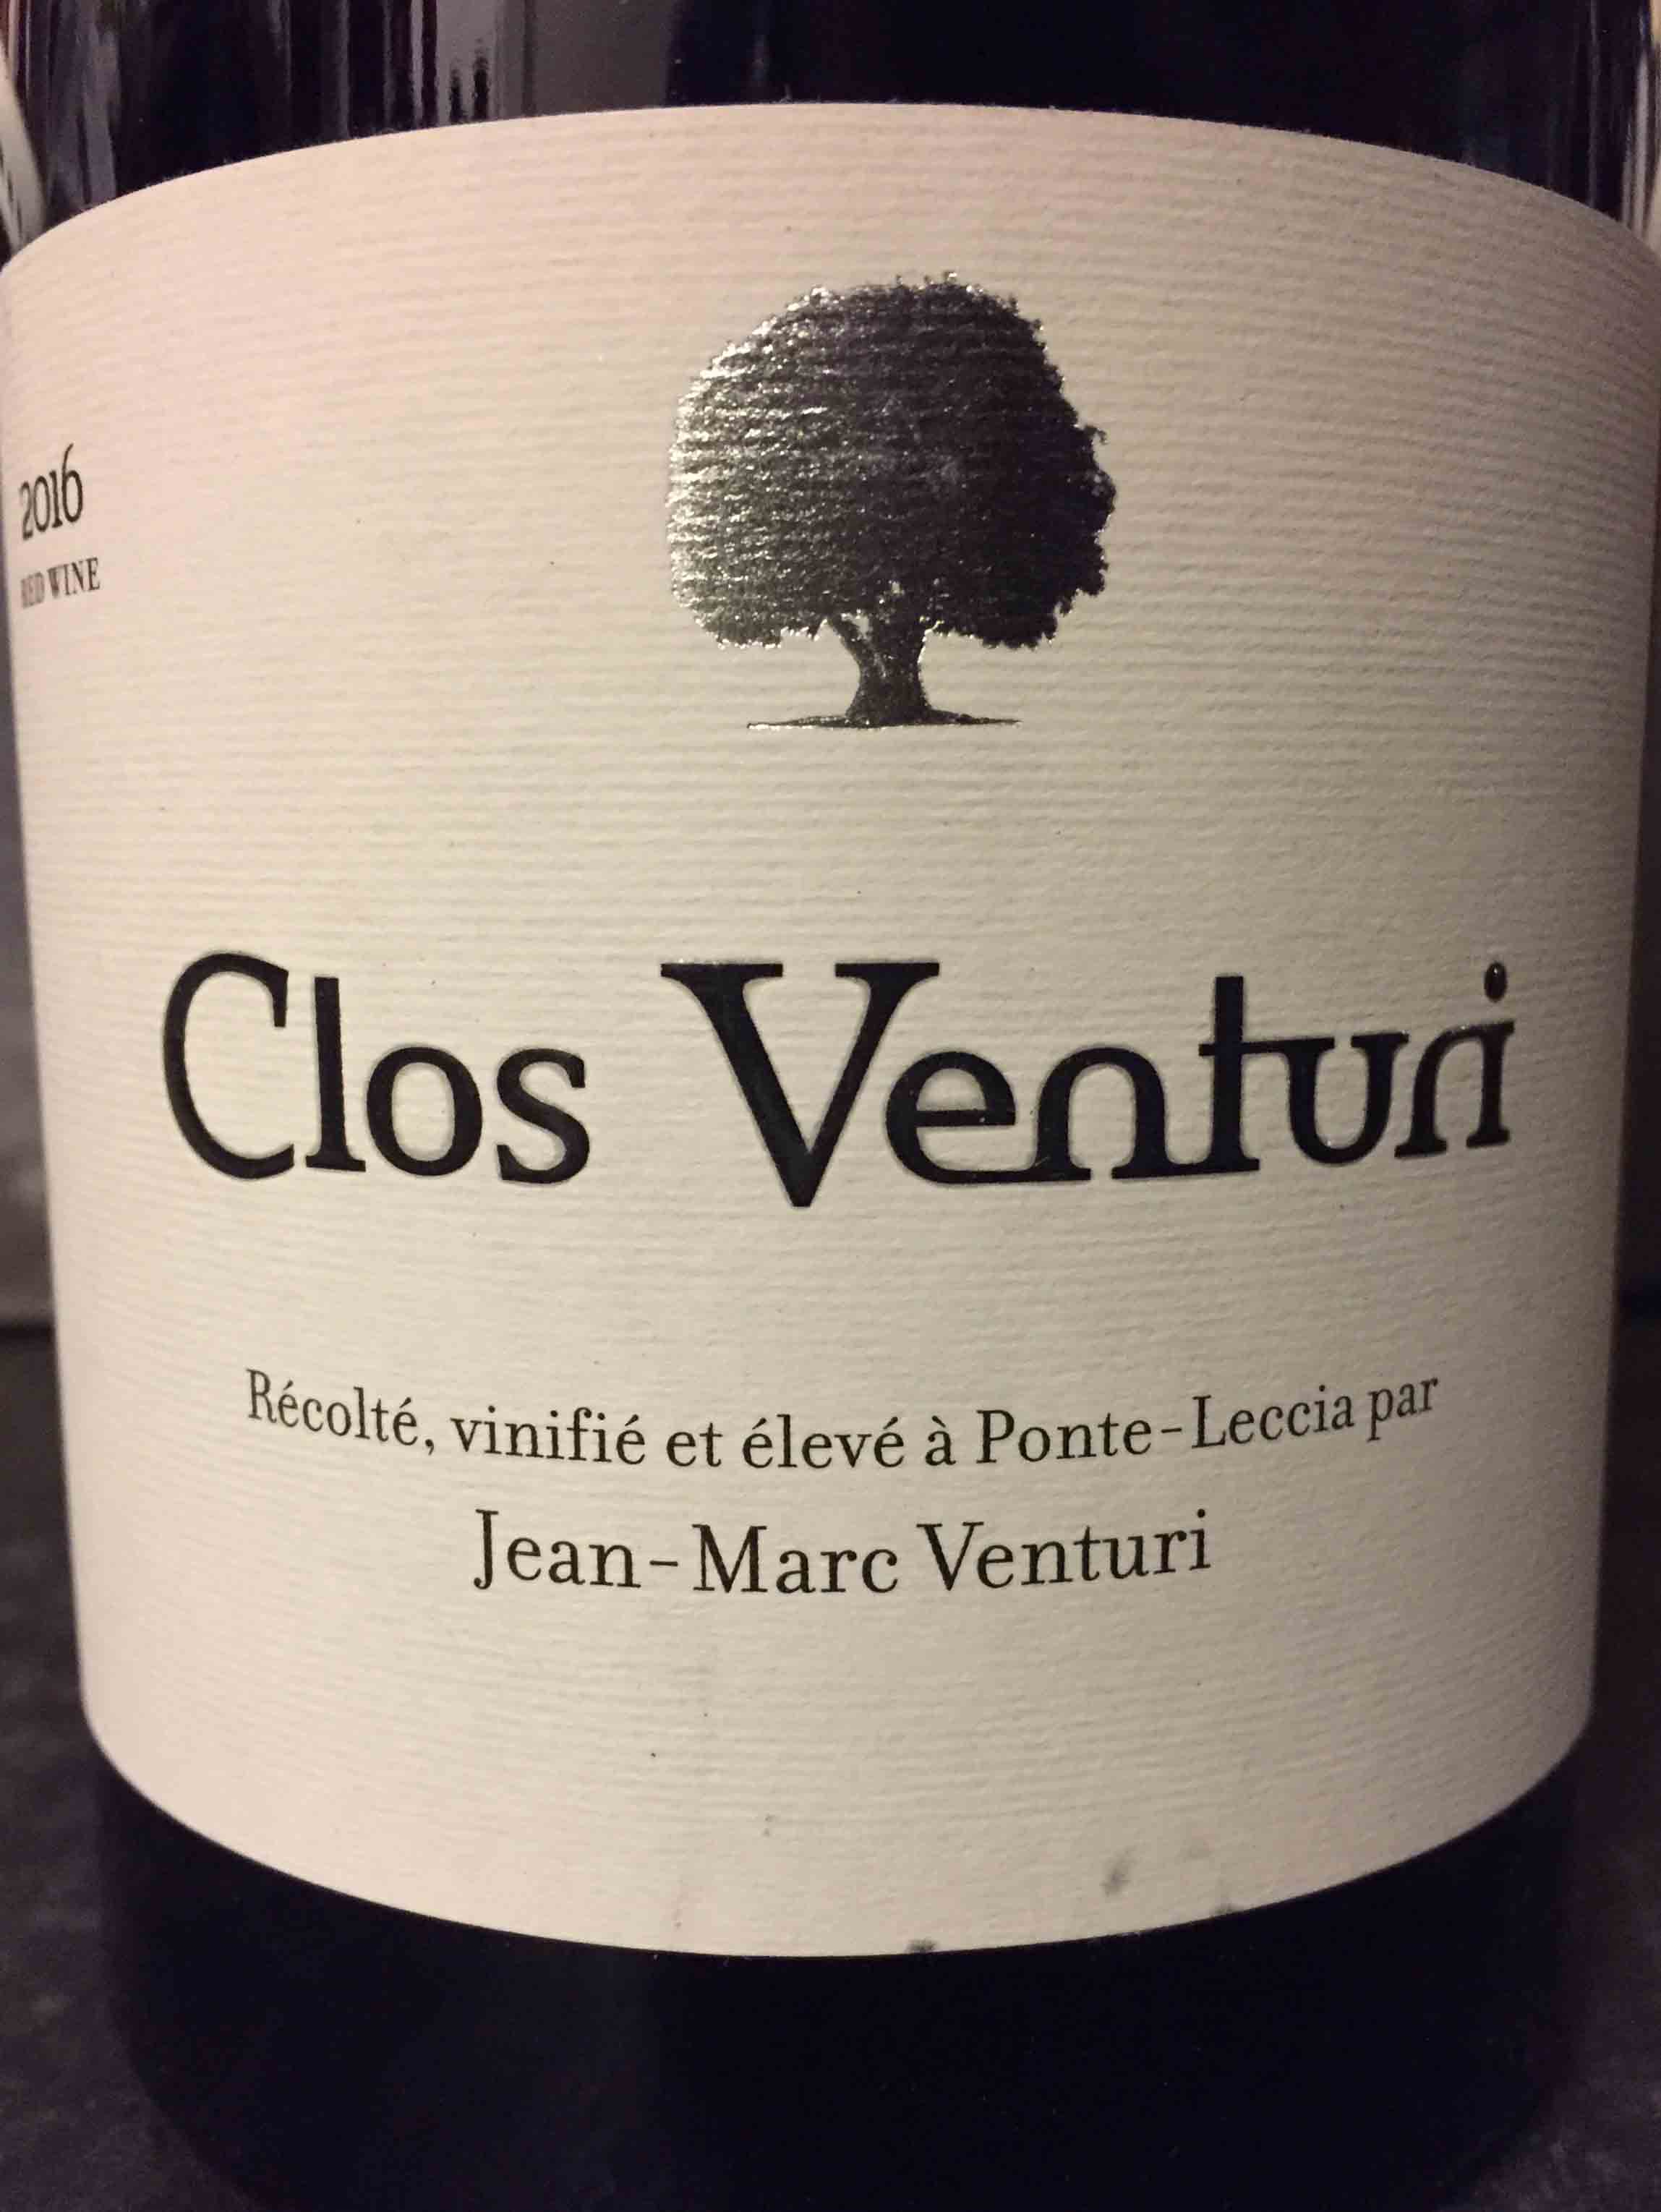 2016
RED WINE
Clos Venturi
Récolté, vinifié et élevé à Ponte-Leccia par
Jean-Marc Venturi